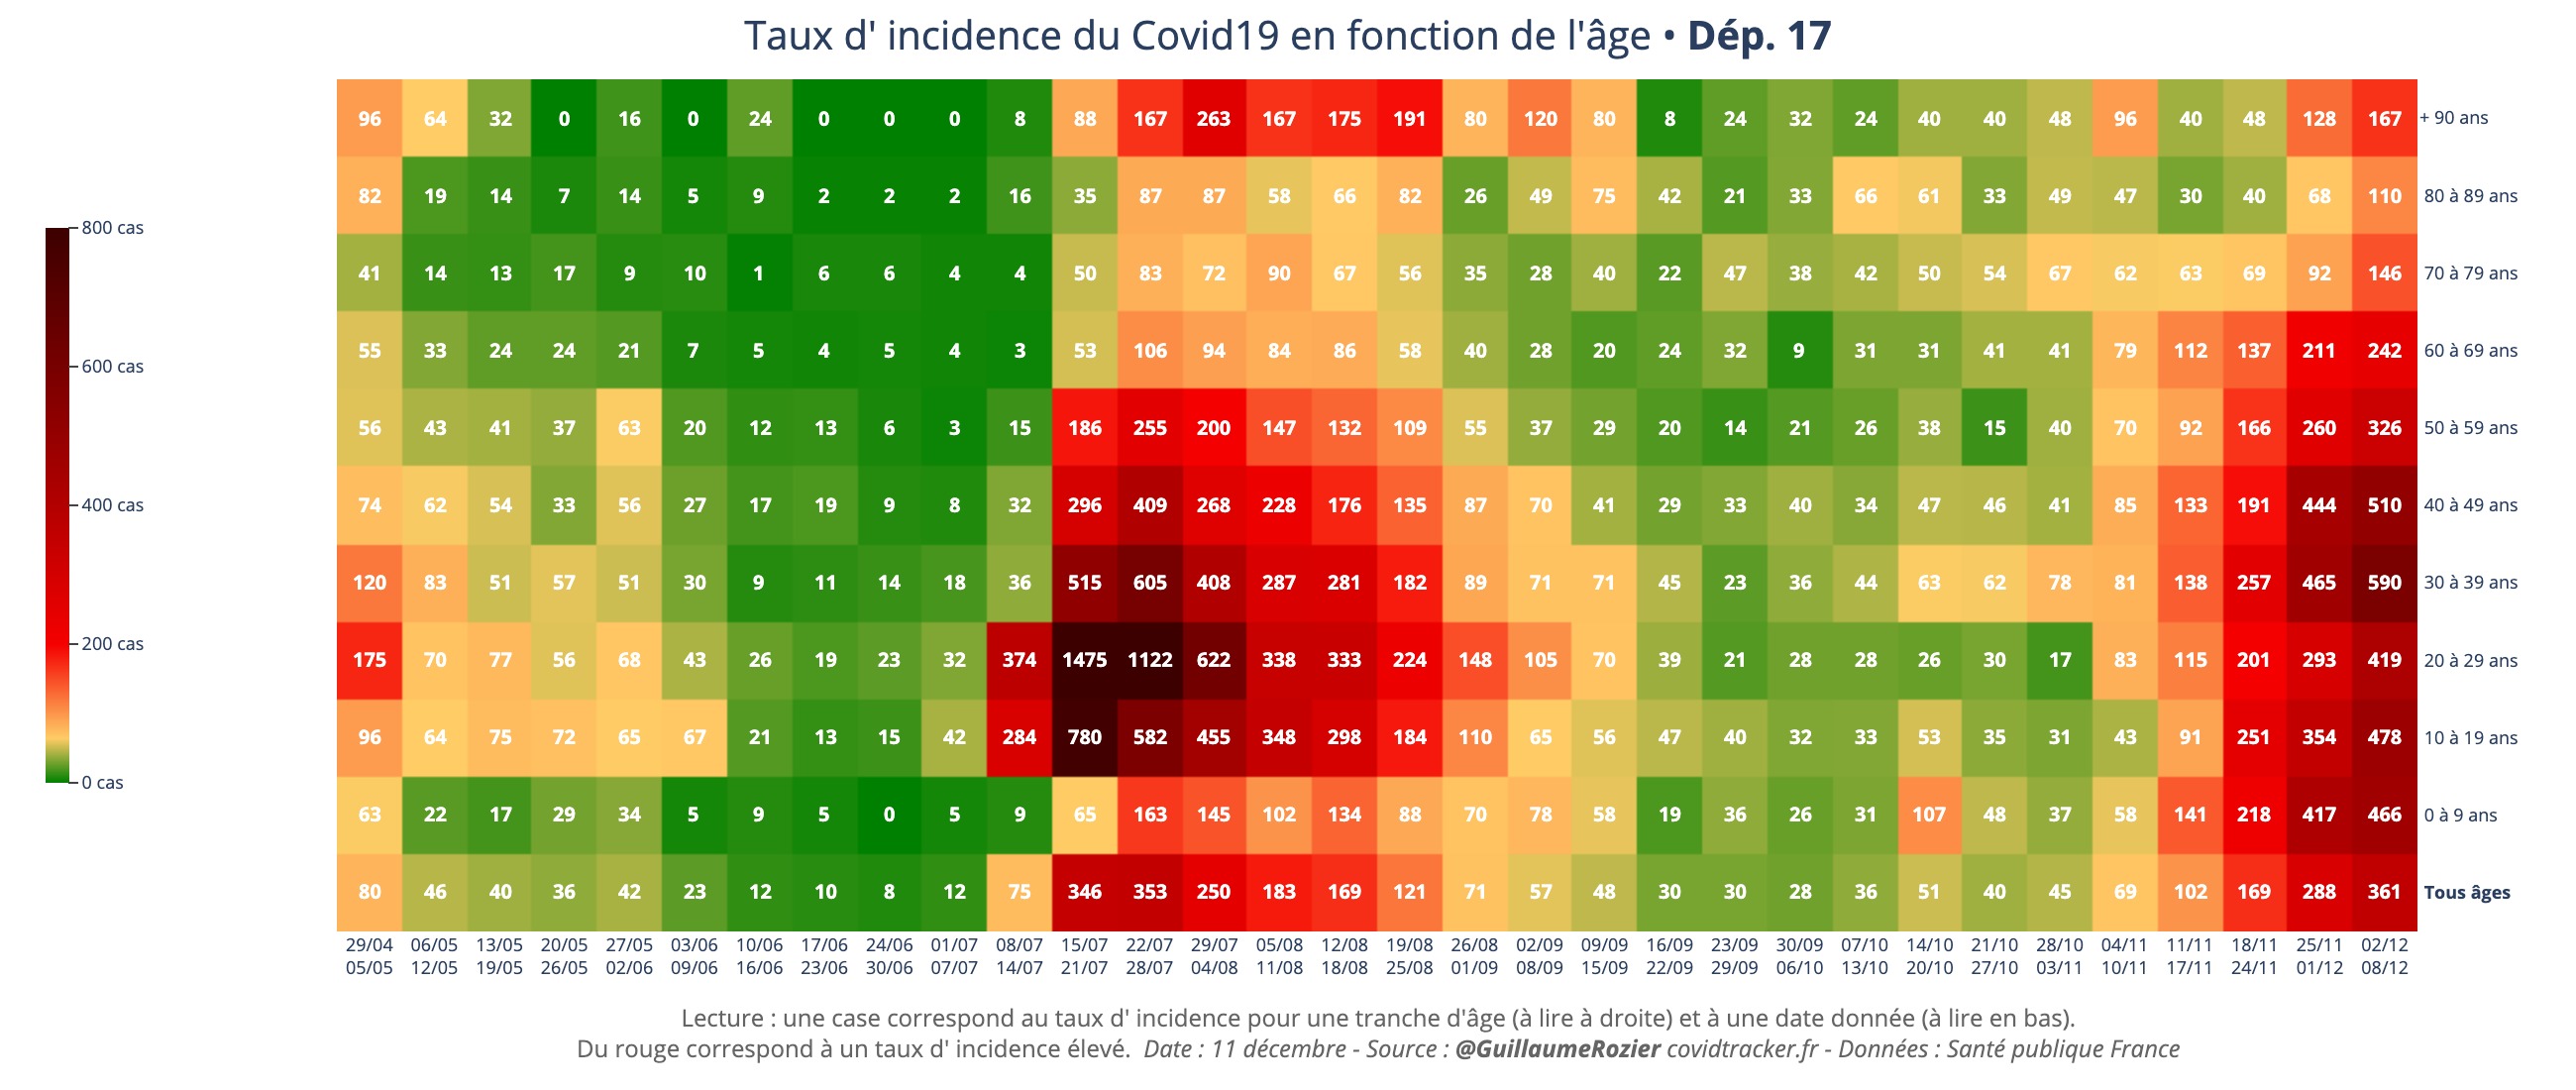 Taux d' incidence du Covid19 en fonction de l'âge • Dép. 17
96 64 32 0 16 0 24 0 0 0 8 88 167 263 167 175 191 80 120 80 8 24 32 24 40 40 48 96 40 48 128 167 + 90 ans
82 19 14 7 14 5 9 2 2 2 16 35 87 87 58 66 82 26 49 75 42 21 33 66 61 33 49 47 30 40 68 110 80 à 89 ans
800 cas
41 14 13 17 9 10 1 6 6 4 4 50 83 72 90 67 56 35 28 40 22 47 38 42 50 54 67 62 63 69 92 146 70 à 79 ans
55 33 24 24 21 7 5 4 5 4 3 53 106 94 84 86 58 40 28 20 24 32 9 31 31 41 41 79 112 137 211 242 60 à 69 ans
600 cas
56 43 41 37 63 20 12 13 6 3 15 186 255 200 147 132 109 55 37 29 20 14 21 26 38 15 40 70 92 166 260 326 50 à 59 ans
400 cas
74 62 54 33 56 27 17 19 9 8 32 296 409 268 228 176 135 87 70 41 29 33 40 34 47 46 41 85 133 191 444 510 40 à 49 ans
120 83 51 57 51 30 9 11 14 18 36 515 605 408 287 281 182 89 71 71 45 23 36 44 63 62 78 81 138 257 465 590 30 à 39 ans
200 cas
175 70 77 56 68 43 26 19 23 32 374 1475 1122 622 338 333 224 148 105 70 39 21 28 28 26 30 17 83 115 201 293 419 20 à 29 ans
96 64 75 72 65 67 21 13 15 42 284 780 582 455 348 298 184 110 65 56 47 40 32 33 53 35 31 43 91 251 354 478 10 à 19 ans
0 cas
63 22 17 29 34 5 9 5 0 5 9 65 163 145 102 134 88 70 78 58 19 36 26 31 107 48 37 58 141 218 417 466 0 à 9 ans
80 46 40 36 42 23 12 10 8 12 75 346 353 250 183 169 121 71 57 48 30 30 28 36 51 40 45 69 102 169 288 361 Tous âges
29/04 06/05 13/05 20/05 27/05 03/06 10/06 17/06 24/06 01/07 08/07 15/07 22/07 29/07 05/08 12/08 19/08 26/08 02/09 09/09 16/09 23/09 30/09 07/10 14/10 21/10 28/10 04/11 11/11 18/11 25/11 02/12
05/05 12/05 19/05 26/05 02/06 09/06 16/06 23/06 30/06 07/07 14/07 21/07 28/07 04/08 11/08 18/08 25/08 01/09 08/09 15/09 22/09 29/09 06/10 13/10 20/10 27/10 03/11 10/11 17/11 24/11 01/12 08/12
Lecture : une case correspond au taux d' incidence pour une tranche d'âge (à lire à droite) et à une date donnée (à lire en bas).
Du rouge correspond à un taux d' incidence élevé. Date : 11 décembre - Source : @GuillaumeRozier covidtracker.fr - Données : Santé publique France